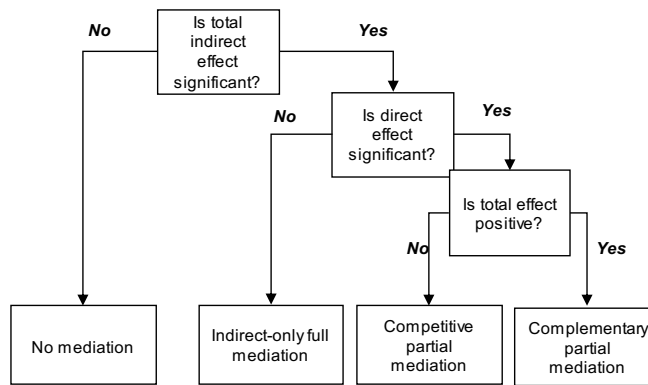 Is total
indirect
effect
significant?
No
Yes
Is direct
effect
significant?
No
Yes
Is total effect
positive?
No
Yes
No mediation
Indirect-only full
mediation
Competitive
partial
mediation
Complementary
partial
mediation